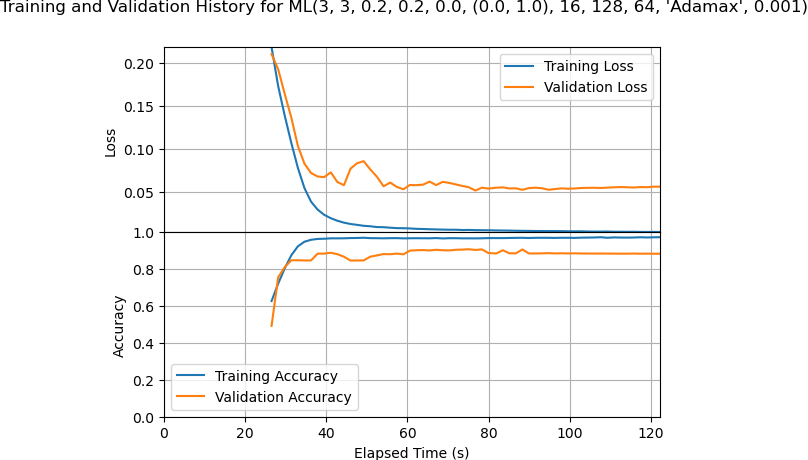 Training and Validation History for ML(3, 3, 0.2, 0.2, 0.0, (0.0, 1.0), 16, 128, 64, 'Adamax', 0.001)
0.20
0.15
0.10
0.05
Loss
Training Loss
Validation Loss
1.0
0.8
0.6
0.4
0.2
0.0
Accuracy
Training Accuracy
Validation Accuracy
0 20 40 60 80 100 120
Elapsed Time (s)